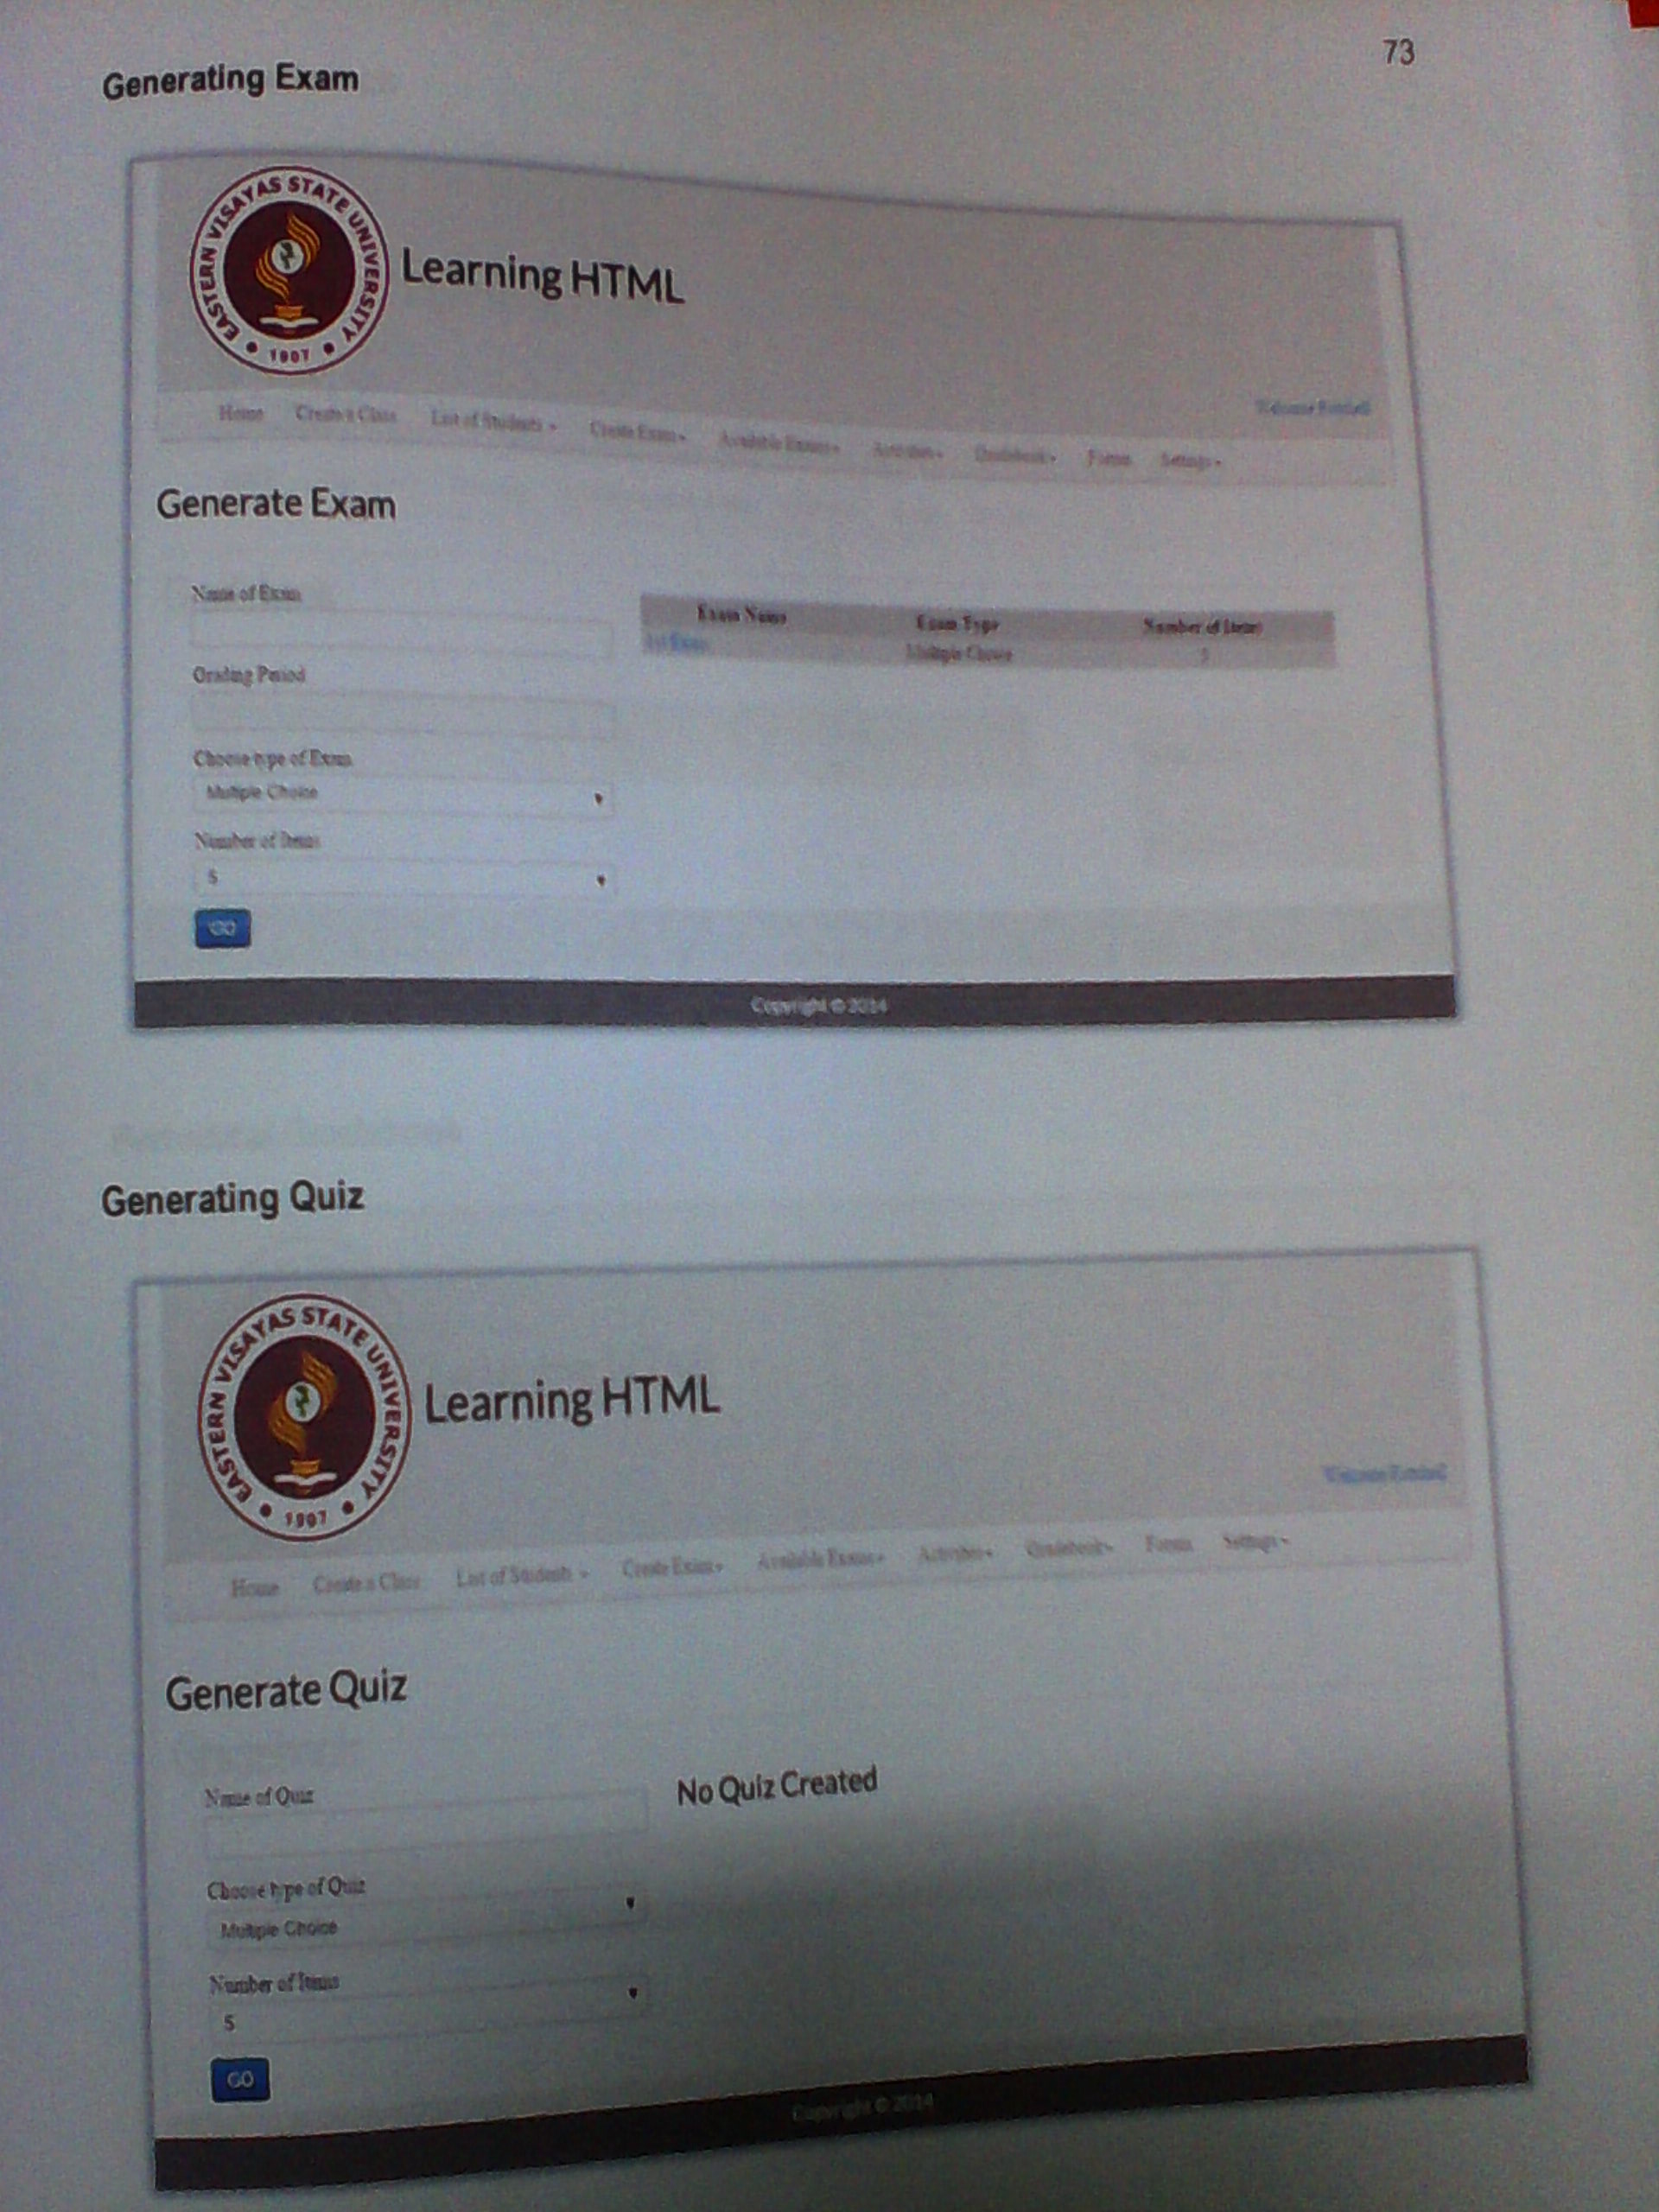 73
Generating Exam
EASTERN VISAYAS STATE UNIVERSITY
1907
Learning HTML
Welcome
Home Create a Class List of Students Create Exam Available Exams Activities Gradebook Forum Settings
Generate Exam
Name of Exam
Exam Name Exam Type Number of Items
1st Exam Multiple Choice 5
Grading Period
Choose type of Exam
Multiple Choice
Number of Items
5
GO
Copyright © 2014
Generating Quiz
EASTERN VISAYAS STATE UNIVERSITY
1907
Learning HTML
Welcome
Home Create a Class List of Students Create Exam Available Exams Activities Gradebook Forum Settings
Generate Quiz
Name of Quiz
No Quiz Created
Choose type of Quiz
Multiple Choice
Number of Items
5
GO
Copyright © 2014